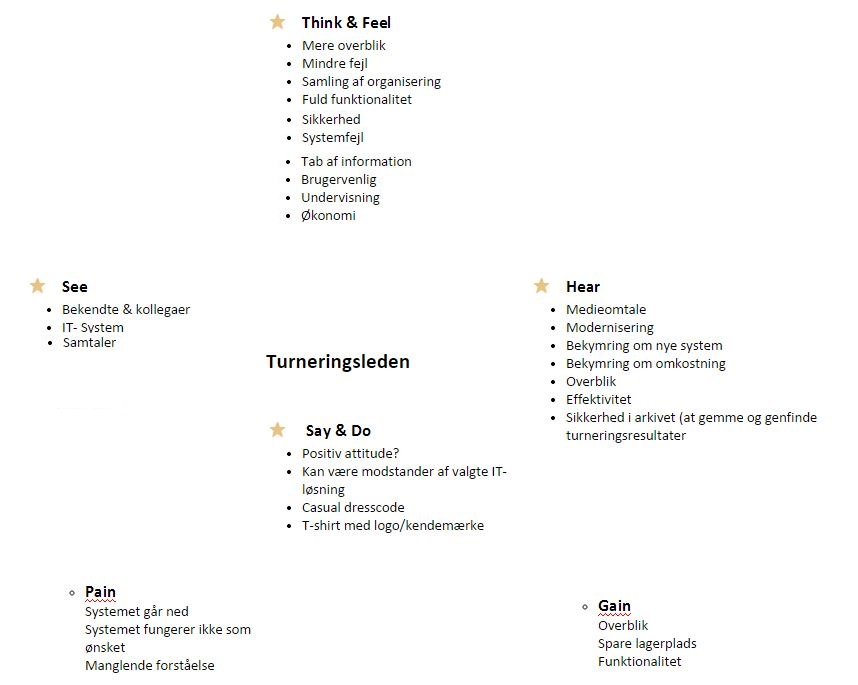 Think & Feel
Mere overblik
Mindre fejl
Samling af organisering
Fuld funktionalitet
Sikkerhed
Systemfejl
Tab af information
Brugervenlig
Undervisning
Økonomi
See
Bekendte & kollegaer
IT- System
Samtaler
Hear
Medieomtale
Modernisering
Bekymring om nye system
Bekymring om omkostning
Overblik
Effektivitet
Sikkerhed i arkivet (at gemme og genfinde
turneringsresultater
Turneringsleden
Say & Do
Positiv attitude?
Kan være modstander af valgte IT-
løsning
Casual dresscode
T-shirt med logo/kendemærke
Pain
Systemet går ned
Systemet fungerer ikke som
ønsket
Manglende forståelse
Gain
Overblik
Spare lagerplads
Funktionalitet